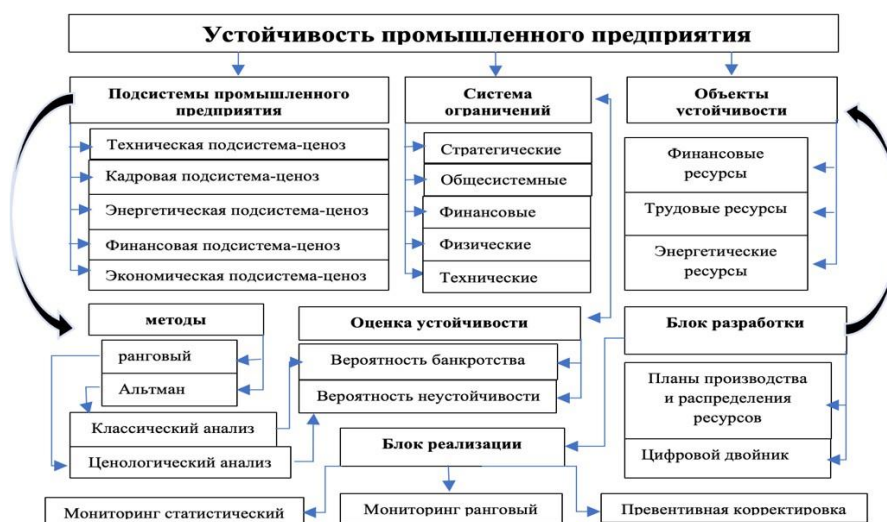 Устойчивость промышленного предприятия
Подсистемы промышленного
предприятия
Техническая подсистема-ценоз
Кадровая подсистема-ценоз
Энергетическая подсистема-ценоз
Финансовая подсистема-ценоз
Экономическая подсистема-ценоз
Система
ограничений
Стратегические
Общесистемные
Финансовые
Физические
Технические
Объекты
устойчивости
Финансовые
ресурсы
Трудовые ресурсы
Энергетические
ресурсы
методы
ранговый
Альтман
Классический анализ
Ценологический анализ
Оценка устойчивости
Вероятность банкротства
Вероятность неустойчивости
Блок разработки
Планы производства
и распределения
ресурсов
Цифровой двойник
Блок реализации
Мониторинг статистический
Мониторинг ранговый
Превентивная корректировка